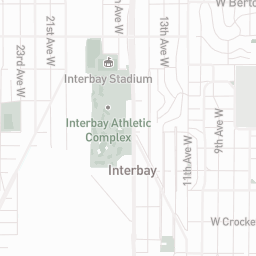 W Berto
21st Ave W
Ave W
13th Ave W
23rd Ave W
Interbay Stadium
Interbay Athletic
Complex
9th Ave W
11th Ave W
Interbay
W Crocke